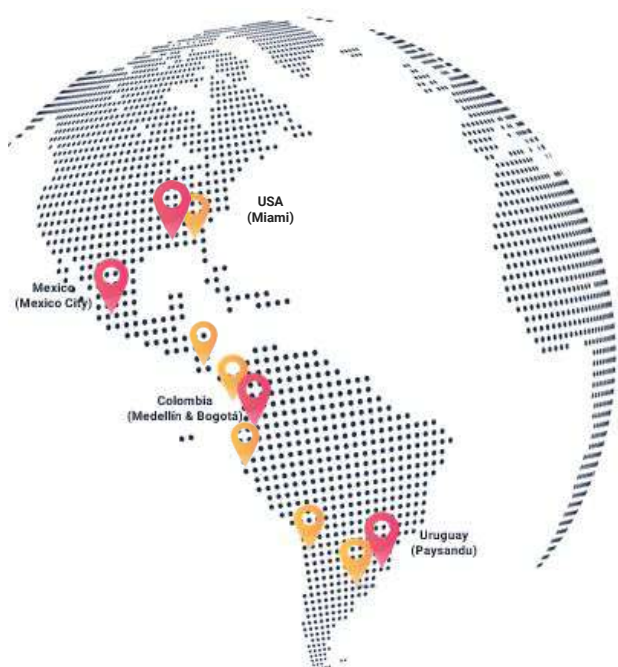 USA
(Miami)
Mexico
(Mexico City)
Colombia
(Medellín & Bogotá)
Uruguay
(Paysandu)